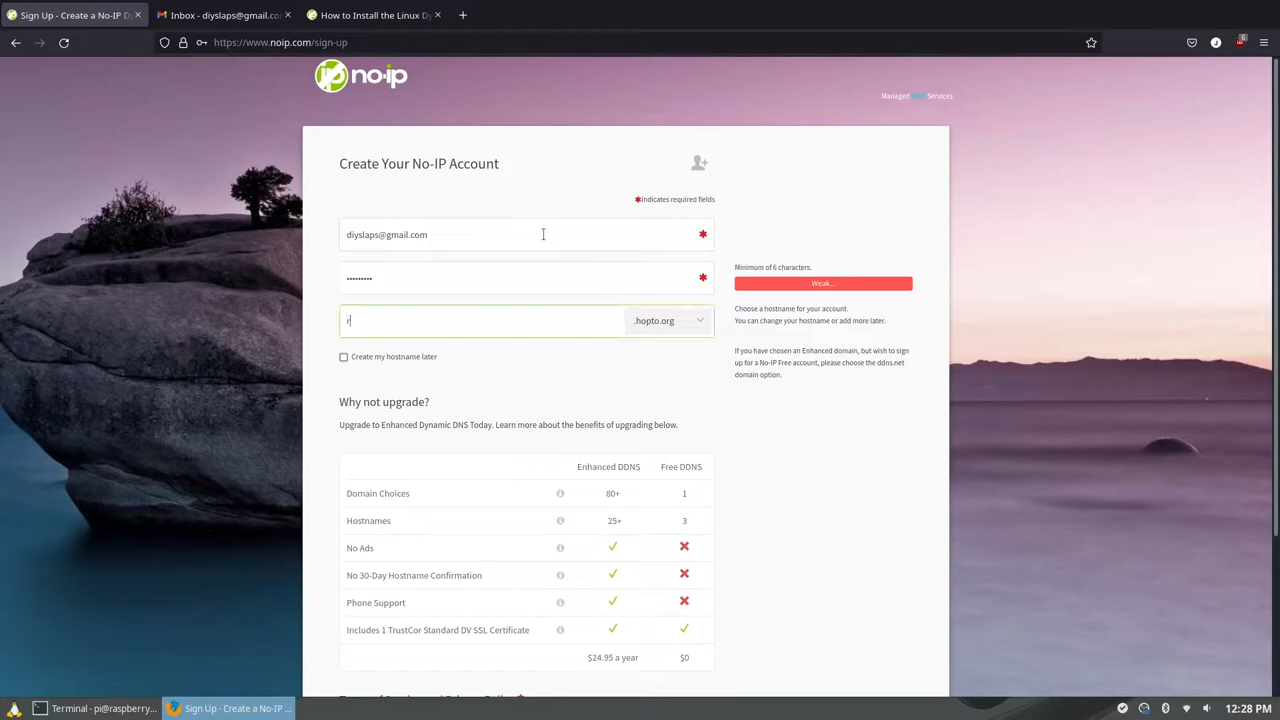 Sign Up - Create a No-IP D
Inbox - diyslaps@gmail.co
How to Install the No-IP D
https://www.noip.com/sign-up
6
no-ip
Managed DNS Services
Create Your No-IP Account
Indicates required fields
diyslaps@gmail.com
Minimum of 6 characters.
Weak...
r
.hopto.org
Choose a hostname for your account.
You can change your hostname or add more later.
Create my hostname later
If you have chosen an Enhanced domain, but wish to sign
up for a No-IP Free account, please choose the ddns.net
domain option.
Why not upgrade?
Upgrade to Enhanced Dynamic DNS Today. Learn more about the benefits of upgrading below.
Enhanced DDNS Free DDNS
Domain Choices 80+ 1
Hostnames 25+ 3
No Ads
No 30-Day Hostname Confirmation
Phone Support
Includes 1 TrustCor Standard DV SSL Certificate
$24.95 a year $0
Terminal - pi@raspberry...
Sign Up - Create a No-IP ...
12:28 PM